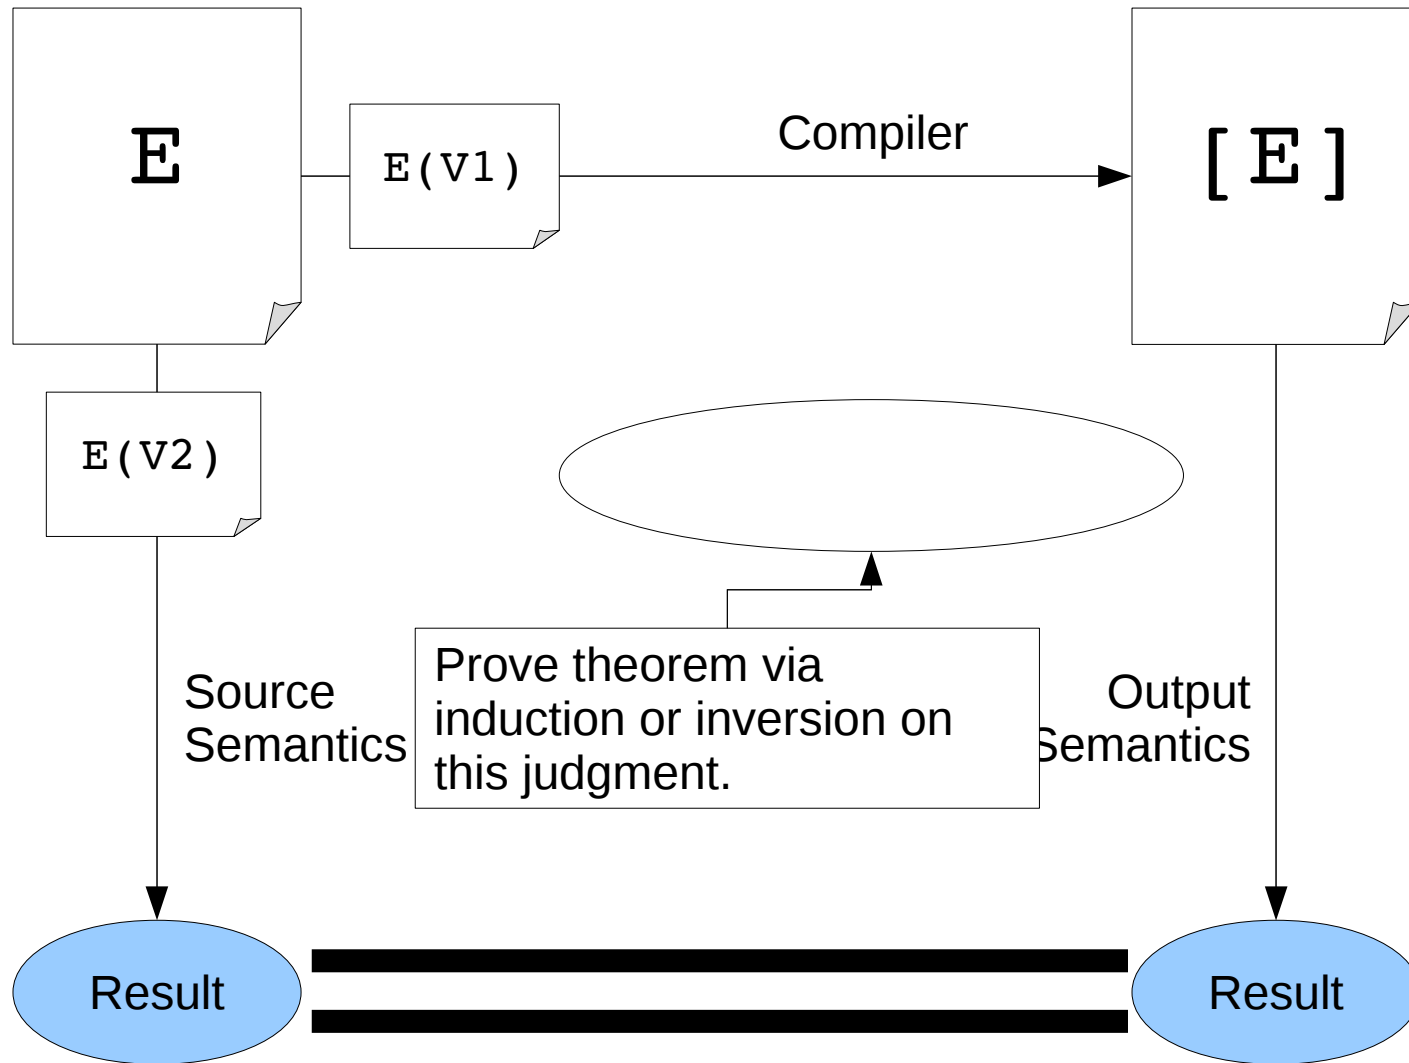 E
E(V1)
Compiler
[E]
E(V2)
Source
Semantics
Prove theorem via
induction or inversion on
this judgment.
Output
Semantics
Result
Result